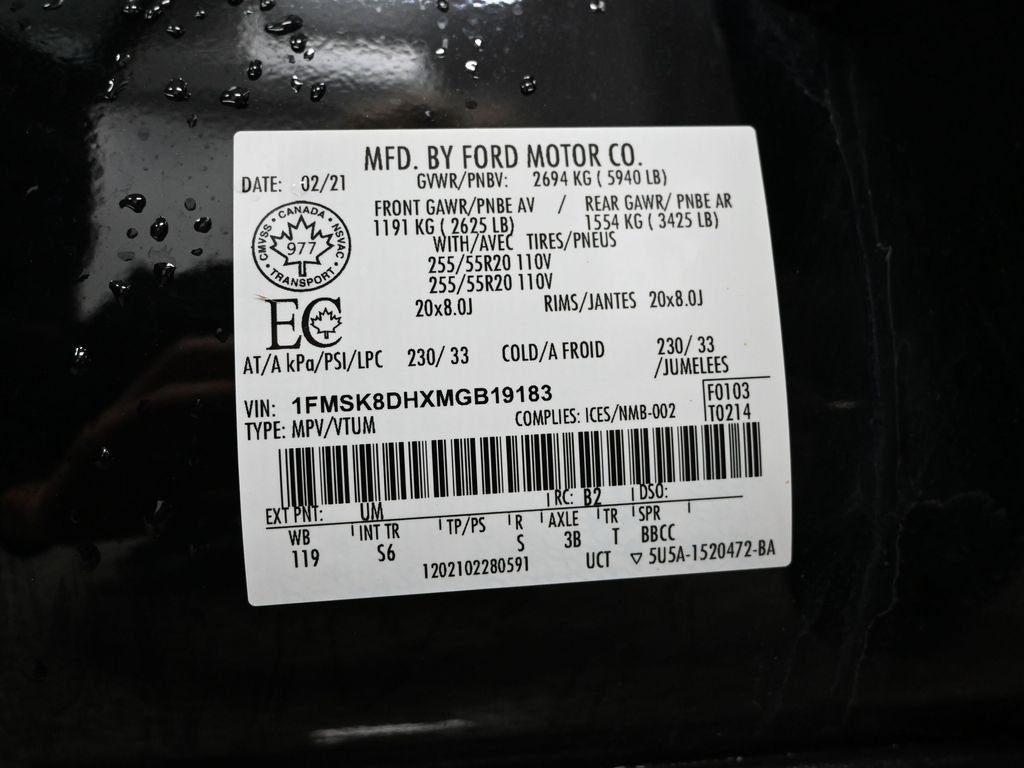 MFD. BY FORD MOTOR CO.
DATE: 02/21
GVWR/PNBV: 2694 KG ( 5940 LB)
FRONT GAWR/PNBE AV / REAR GAWR/ PNBE AR
1191 KG ( 2625 LB) 1554 KG ( 3425 LB)
WITH/AVEC TIRES/PNEUS
255/55R20 110V
255/55R20 110V
CANADA
CMVSS · NSVAC
977
TRANSPORT
EC
20x8.0J RIMS/JANTES 20x8.0J
AT/A kPa/PSI/LPC 230/ 33 COLD/A FROID 230/ 33
/JUMELEES
VIN: 1FMSK8DHXMGB19183
F0103
TYPE: MPV/VTUM COMPLIES: ICES/NMB-002 T0214
EXT PNT: UM RC: B2 DSO:
WB INT TR TP/PS R AXLE TR SPR
119 S6 S 3B T BBCC
1202102280591 UCT ▽ 5U5A-1520472-BA